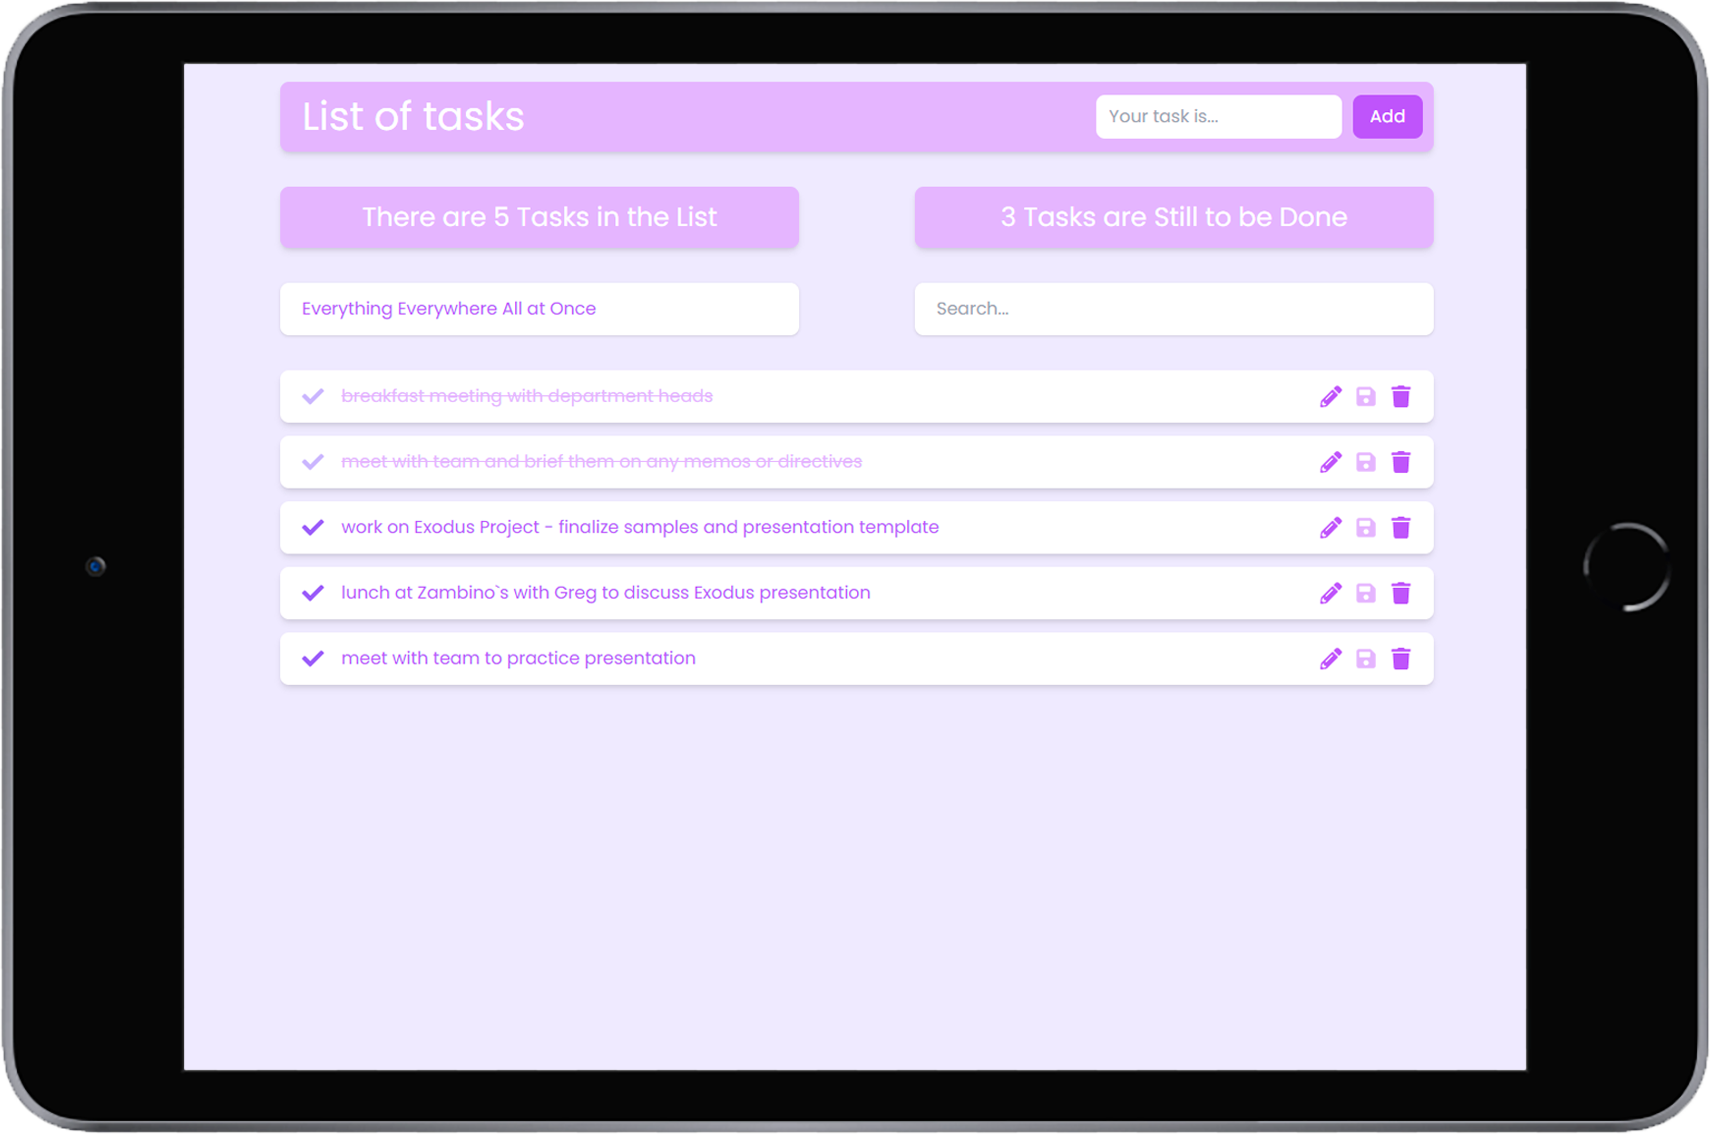 List of tasks
Your task is...
Add
There are 5 Tasks in the List
3 Tasks are Still to be Done
Everything Everywhere All at Once
Search...
breakfast meeting with department heads
meet with team and brief them on any memos or directives
work on Exodus Project - finalize samples and presentation template
lunch at Zambino`s with Greg to discuss Exodus presentation
meet with team to practice presentation